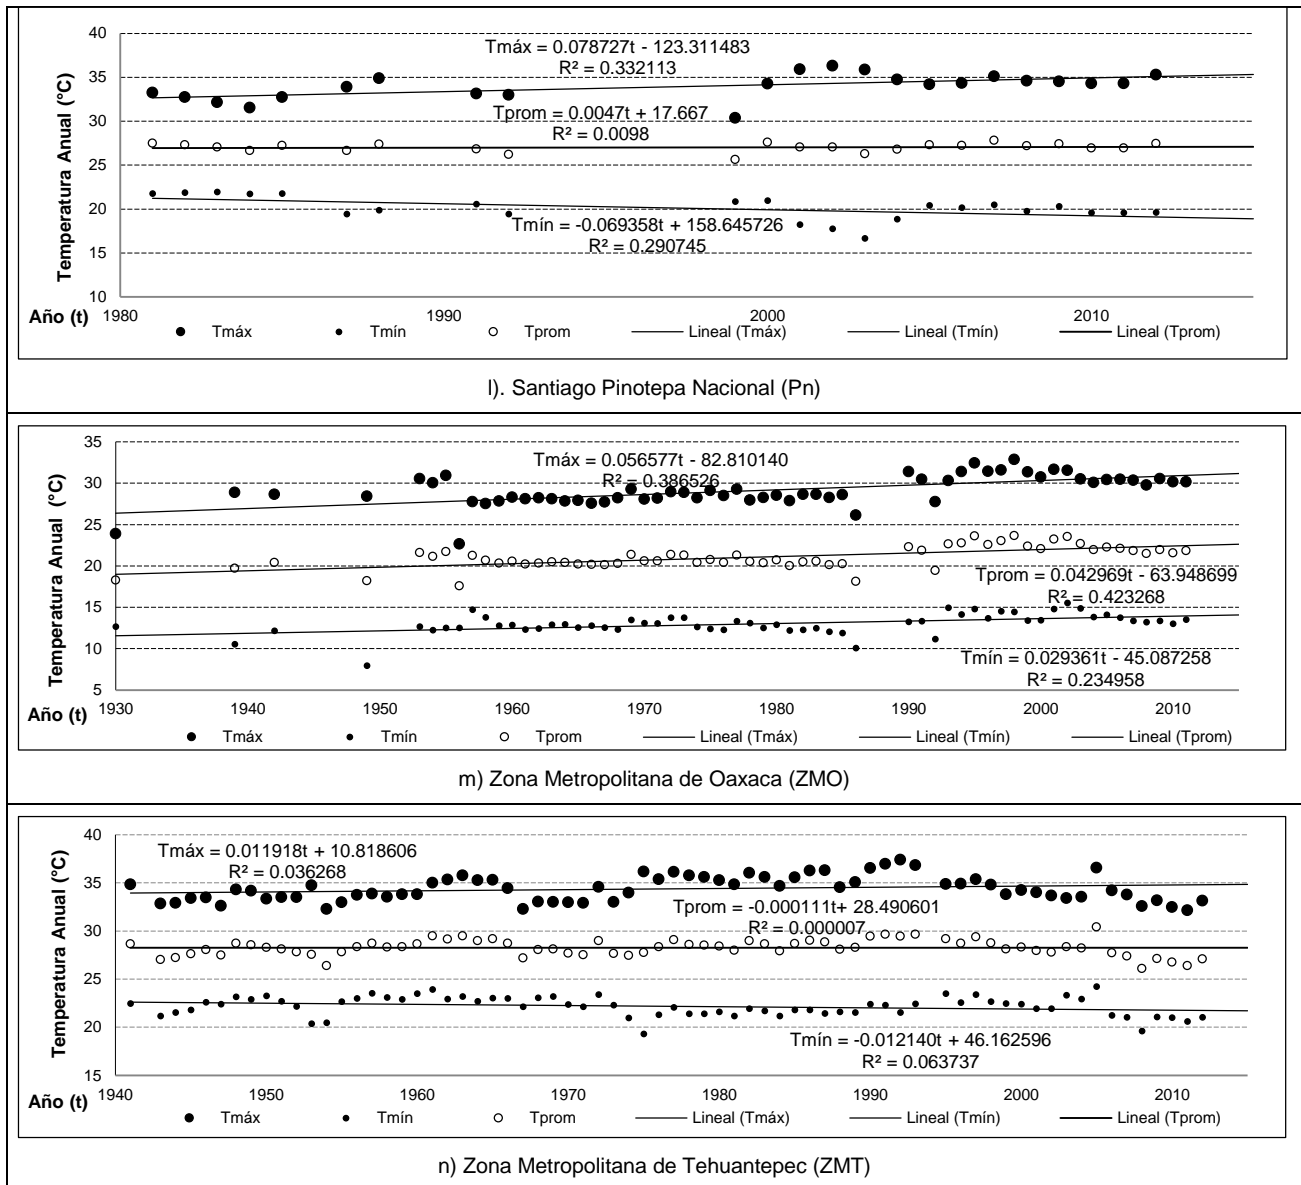 40
35
30
25
20
15
10
Temperatura Anual (°C)
Tmáx = 0.078727t - 123.311483
R² = 0.332113
Tprom = 0.0047t + 17.667
R² = 0.0098
Tmín = -0.069358t + 158.645726
R² = 0.290745
1980 1990 2000 2010
Año (t)
Tmáx Tmín Tprom Lineal (Tmáx) Lineal (Tmín) Lineal (Tprom)
l). Santiago Pinotepa Nacional (Pn)
35
30
25
20
15
10
5
Temperatura Anual (°C)
Tmáx = 0.056577t - 82.810140
R² = 0.386526
Tprom = 0.042969t - 63.948699
R² = 0.423268
Tmín = 0.029361t - 45.087258
R² = 0.234958
1930 1940 1950 1960 1970 1980 1990 2000 2010
Año (t)
Tmáx Tmín Tprom Lineal (Tmáx) Lineal (Tmín) Lineal (Tprom)
m) Zona Metropolitana de Oaxaca (ZMO)
40
35
30
25
20
15
Temperatura Anual (°C)
Tmáx = 0.011918t + 10.818606
R² = 0.036268
Tprom = -0.000111t+ 28.490601
R² = 0.000007
Tmín = -0.012140t + 46.162596
R² = 0.063737
1940 1950 1960 1970 1980 1990 2000 2010
Año (t)
Tmáx Tmín Tprom Lineal (Tmáx) Lineal (Tmín) Lineal (Tprom)
n) Zona Metropolitana de Tehuantepec (ZMT)